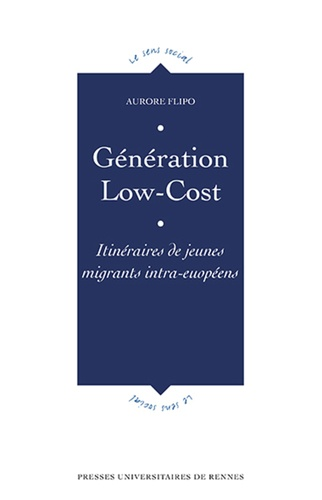 Le sens social
AURORE FLIPO
Génération
Low-Cost
Itinéraires de jeunes
migrants intra-euopéens
Le sens social
PRESSES UNIVERSITAIRES DE RENNES